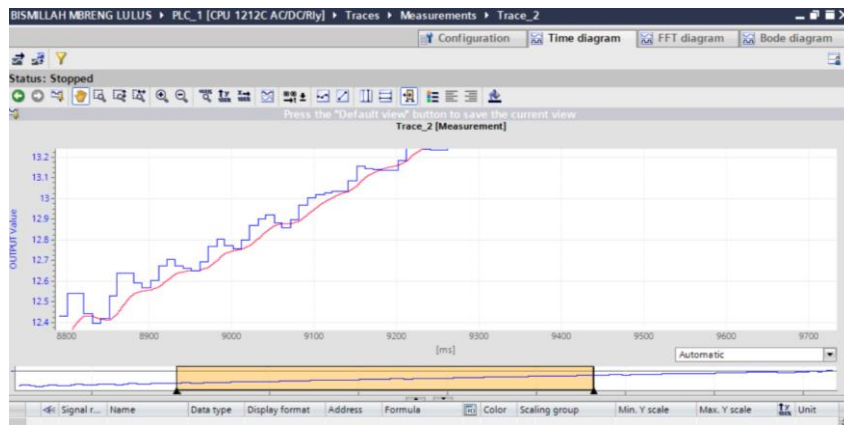 BISMILLAH MBRENG LULUS ▸ PLC_1 [CPU 1212C AC/DC/Rly] ▸ Traces ▸ Measurements ▸ Trace_2
Configuration Time diagram FFT diagram Bode diagram
Status: Stopped
Press the "Default view" button to save the current view
Trace_2 [Measurement]
13.2
13.1
13
12.9
12.8
12.7
12.6
12.5
12.4
OUTPUT Value
8800 8900 9000 9100 9200 9300 9400 9500 9600 9700
[ms]
Automatic
Signal r... Name Data type Display format Address Formula Color Scaling group Min. Y scale Max. Y scale Unit